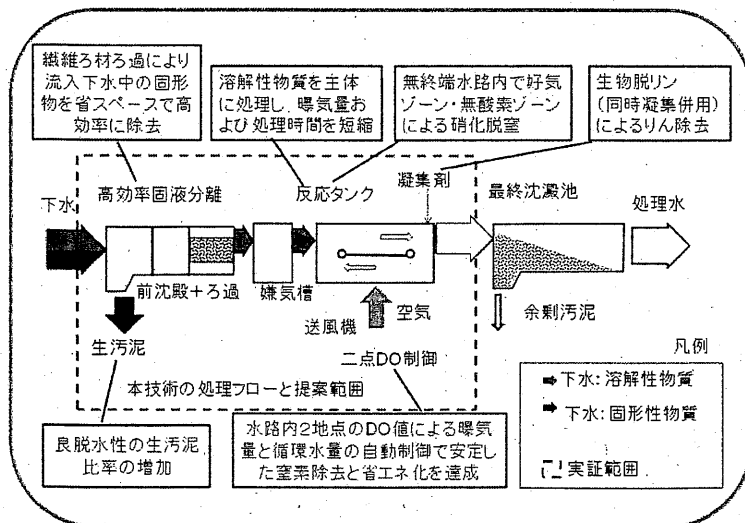 繊維ろ材ろ過により
流入下水中の固形
物を省スペースで高
効率に除去
溶解性物質を主体
に処理し、曝気量お
よび処理時間を短縮
無終端水路内で好気
ゾーン・無酸素ゾーン
による硝化脱窒
生物脱リン
(同時凝集併用)
によるりん除去
下水
高効率固液分離
反応タンク
凝集剤
最終沈澱池
処理水
前沈殿+ろ過
嫌気槽
送風機
空気
余剰汚泥
生汚泥
二点DO制御
本技術の処理フローと提案範囲
凡例
下水:溶解性物質
下水:固形性物質
実証範囲
良脱水性の生汚泥
比率の増加
水路内2地点のDO値による曝気
量と循環水量の自動制御で安定し
た窒素除去と省エネ化を達成